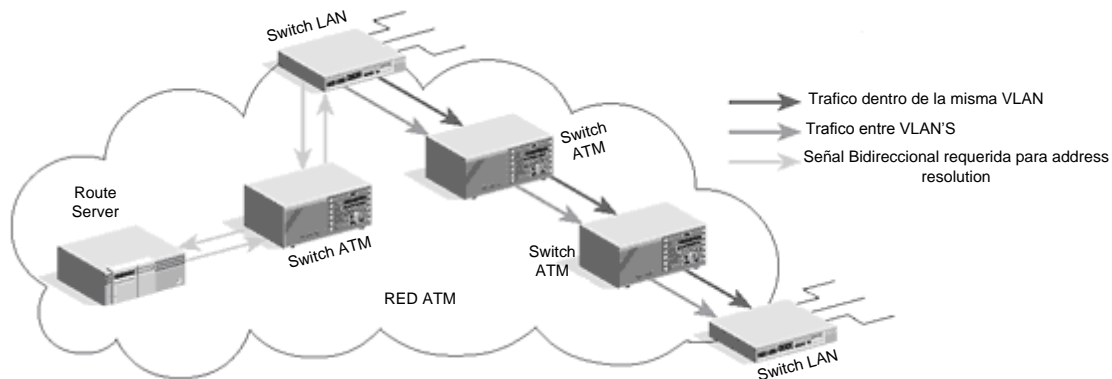 Switch LAN
Trafico dentro de la misma VLAN
Trafico entre VLAN'S
Señal Bidireccional requerida para address
resolution
Switch
ATM
Route
Server
Switch ATM
Switch
ATM
RED ATM
Switch LAN